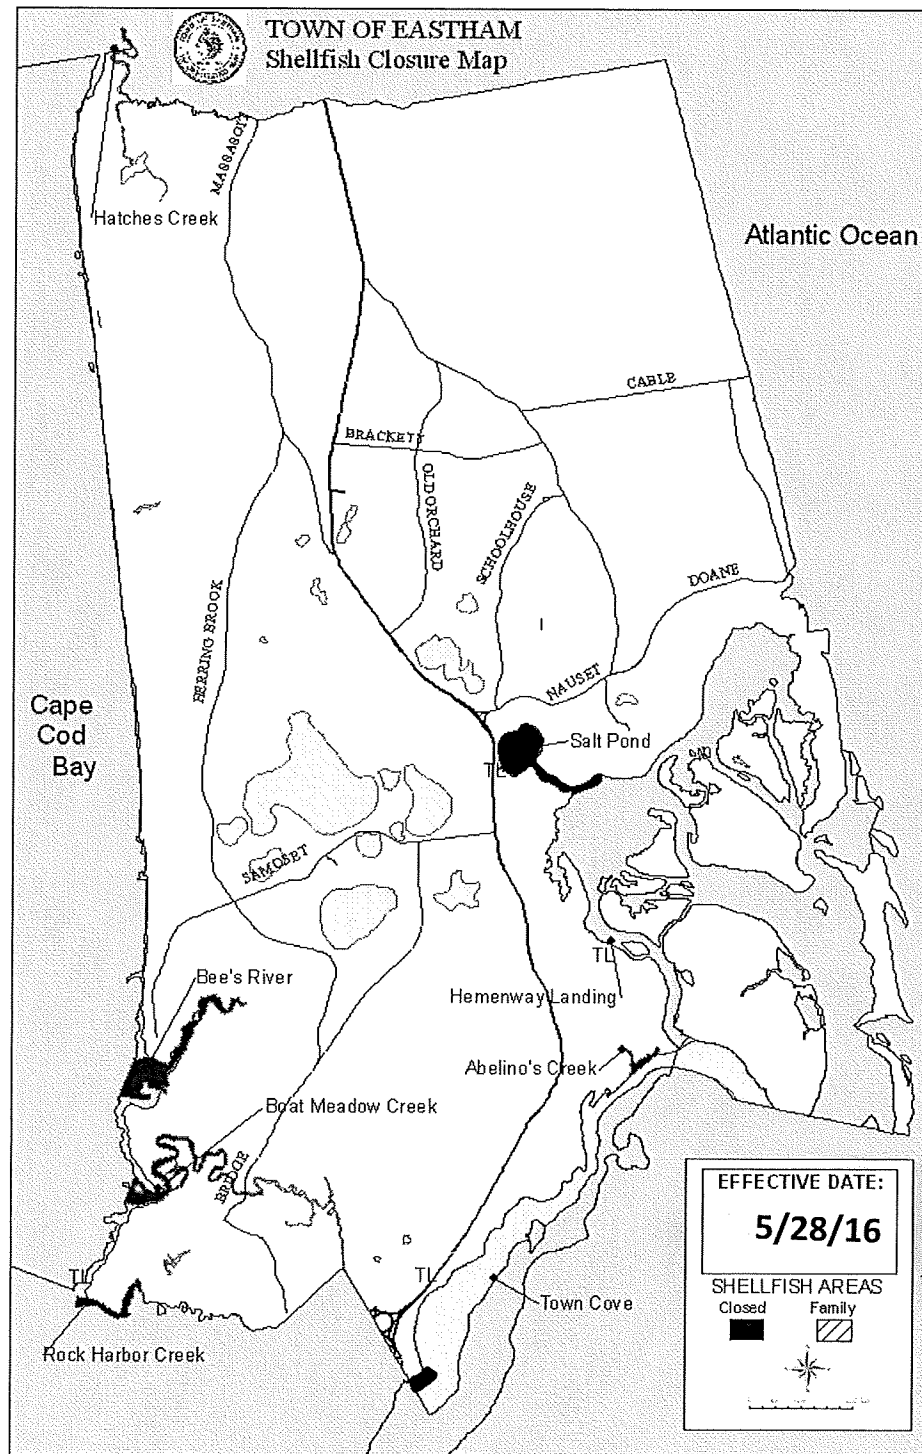 TOWN OF EASTHAM
Shellfish Closure Map
MASSASOIT
Hatches Creek
Atlantic Ocean
CABLE
BRACKETT
OLD ORCHARD
SCHOOLHOUSE
DOANE
HERRING BROOK
NAUSET
Cape
Cod
Bay
Salt Pond
TL
SAMOSET
TL
Bee's River
Hemenway Landing
Abelino's Creek
Boat Meadow Creek
BRIDGE
EFFECTIVE DATE:
5/28/16
SHELLFISH AREAS
Closed Family
TL
TL
Town Cove
Rock Harbor Creek